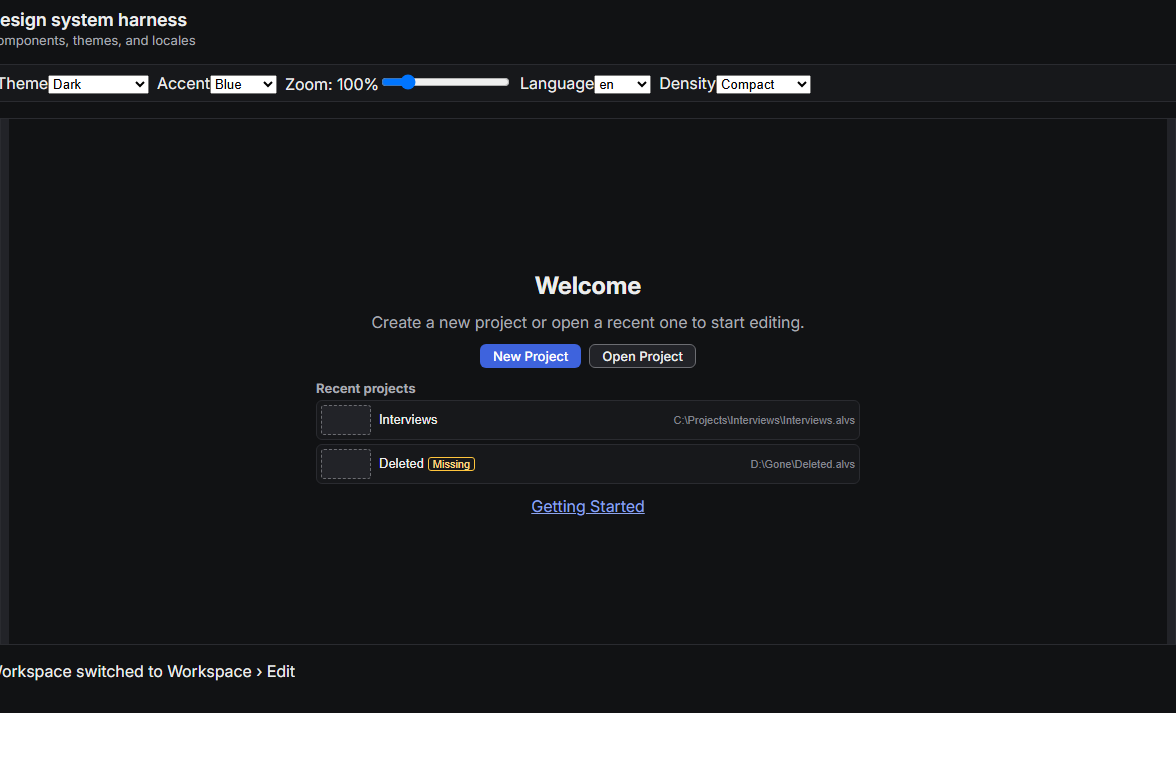 esign system harness
omponents, themes, and locales
Theme Dark Accent Blue Zoom: 100% Language en Density Compact
Welcome
Create a new project or open a recent one to start editing.
New Project Open Project
Recent projects
Interviews C:\Projects\Interviews\Interviews.alvs
Deleted Missing D:\Gone\Deleted.alvs
Getting Started
orkspace switched to Workspace › Edit